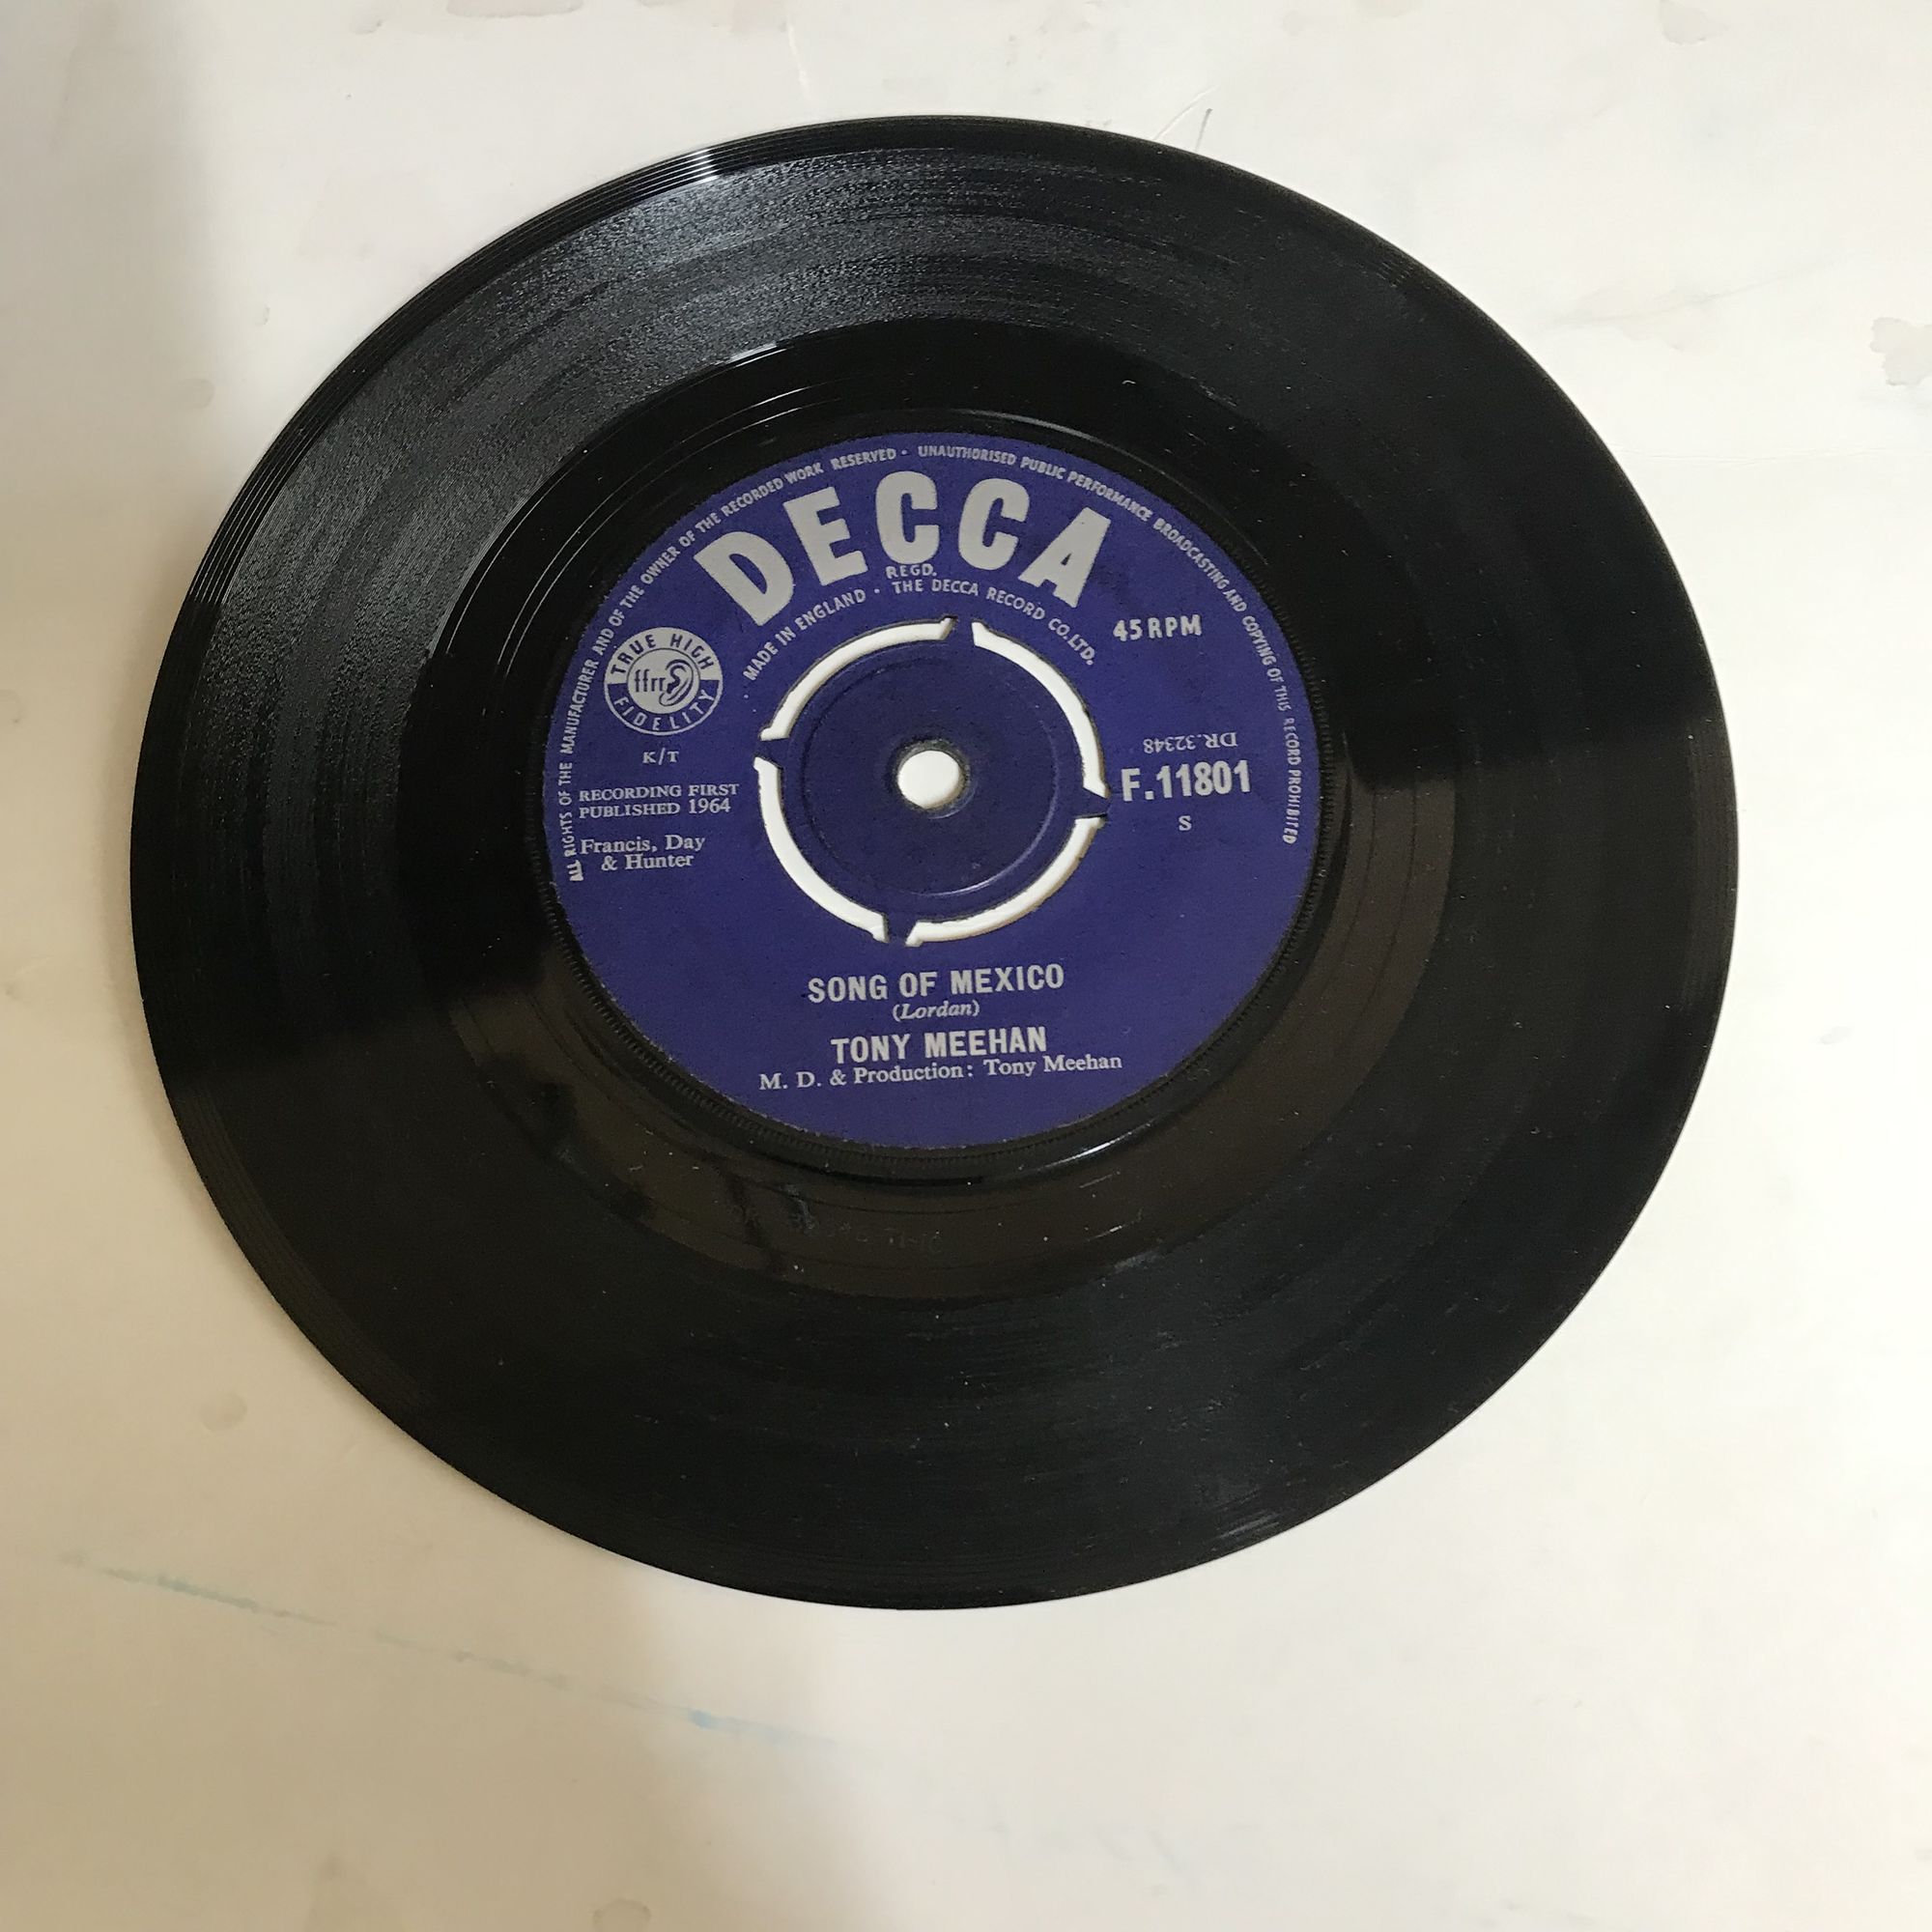 ALL RIGHTS OF THE MANUFACTURER AND OF THE OWNER OF THE RECORDED WORK RESERVED · UNAUTHORISED PUBLIC PERFORMANCE BROADCASTING AND COPYING OF THIS RECORD PROHIBITED
DECCA
REGD.
MADE IN ENGLAND · THE DECCA RECORD CO. LTD.
45 RPM
TRUE HIGH
ffrr
FIDELITY
K/T
RECORDING FIRST
PUBLISHED 1964
Francis, Day
& Hunter
DR.32348
F.11801
S
SONG OF MEXICO
(Lordan)
TONY MEEHAN
M. D. & Production: Tony Meehan